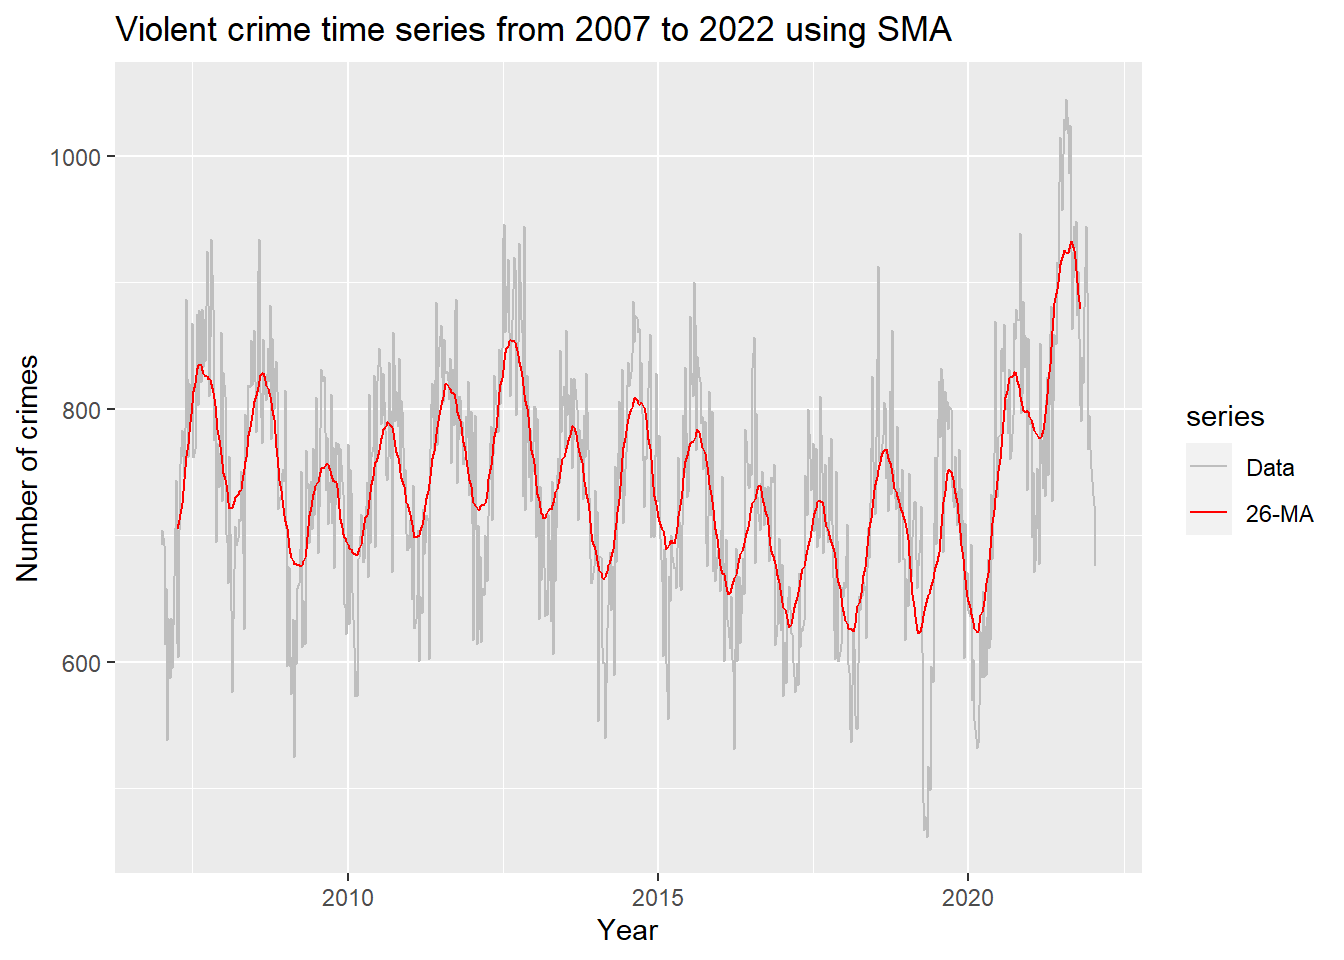 Violent crime time series from 2007 to 2022 using SMA
Number of crimes
1000
800
600
2010
2015
2020
Year
series
Data
26-MA